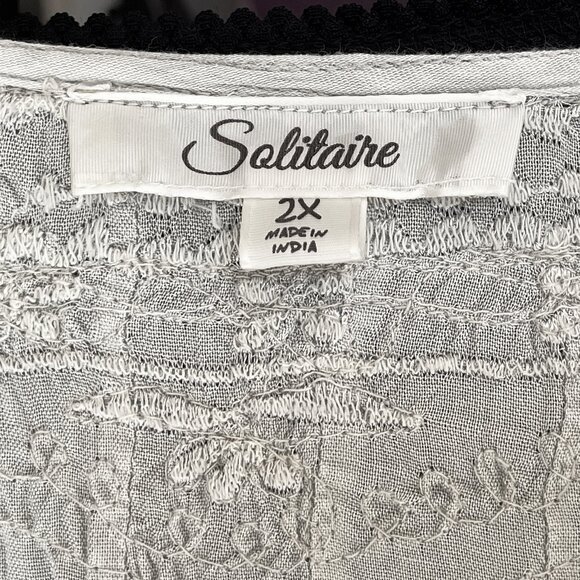 Solitaire
2X
MADE IN
INDIA